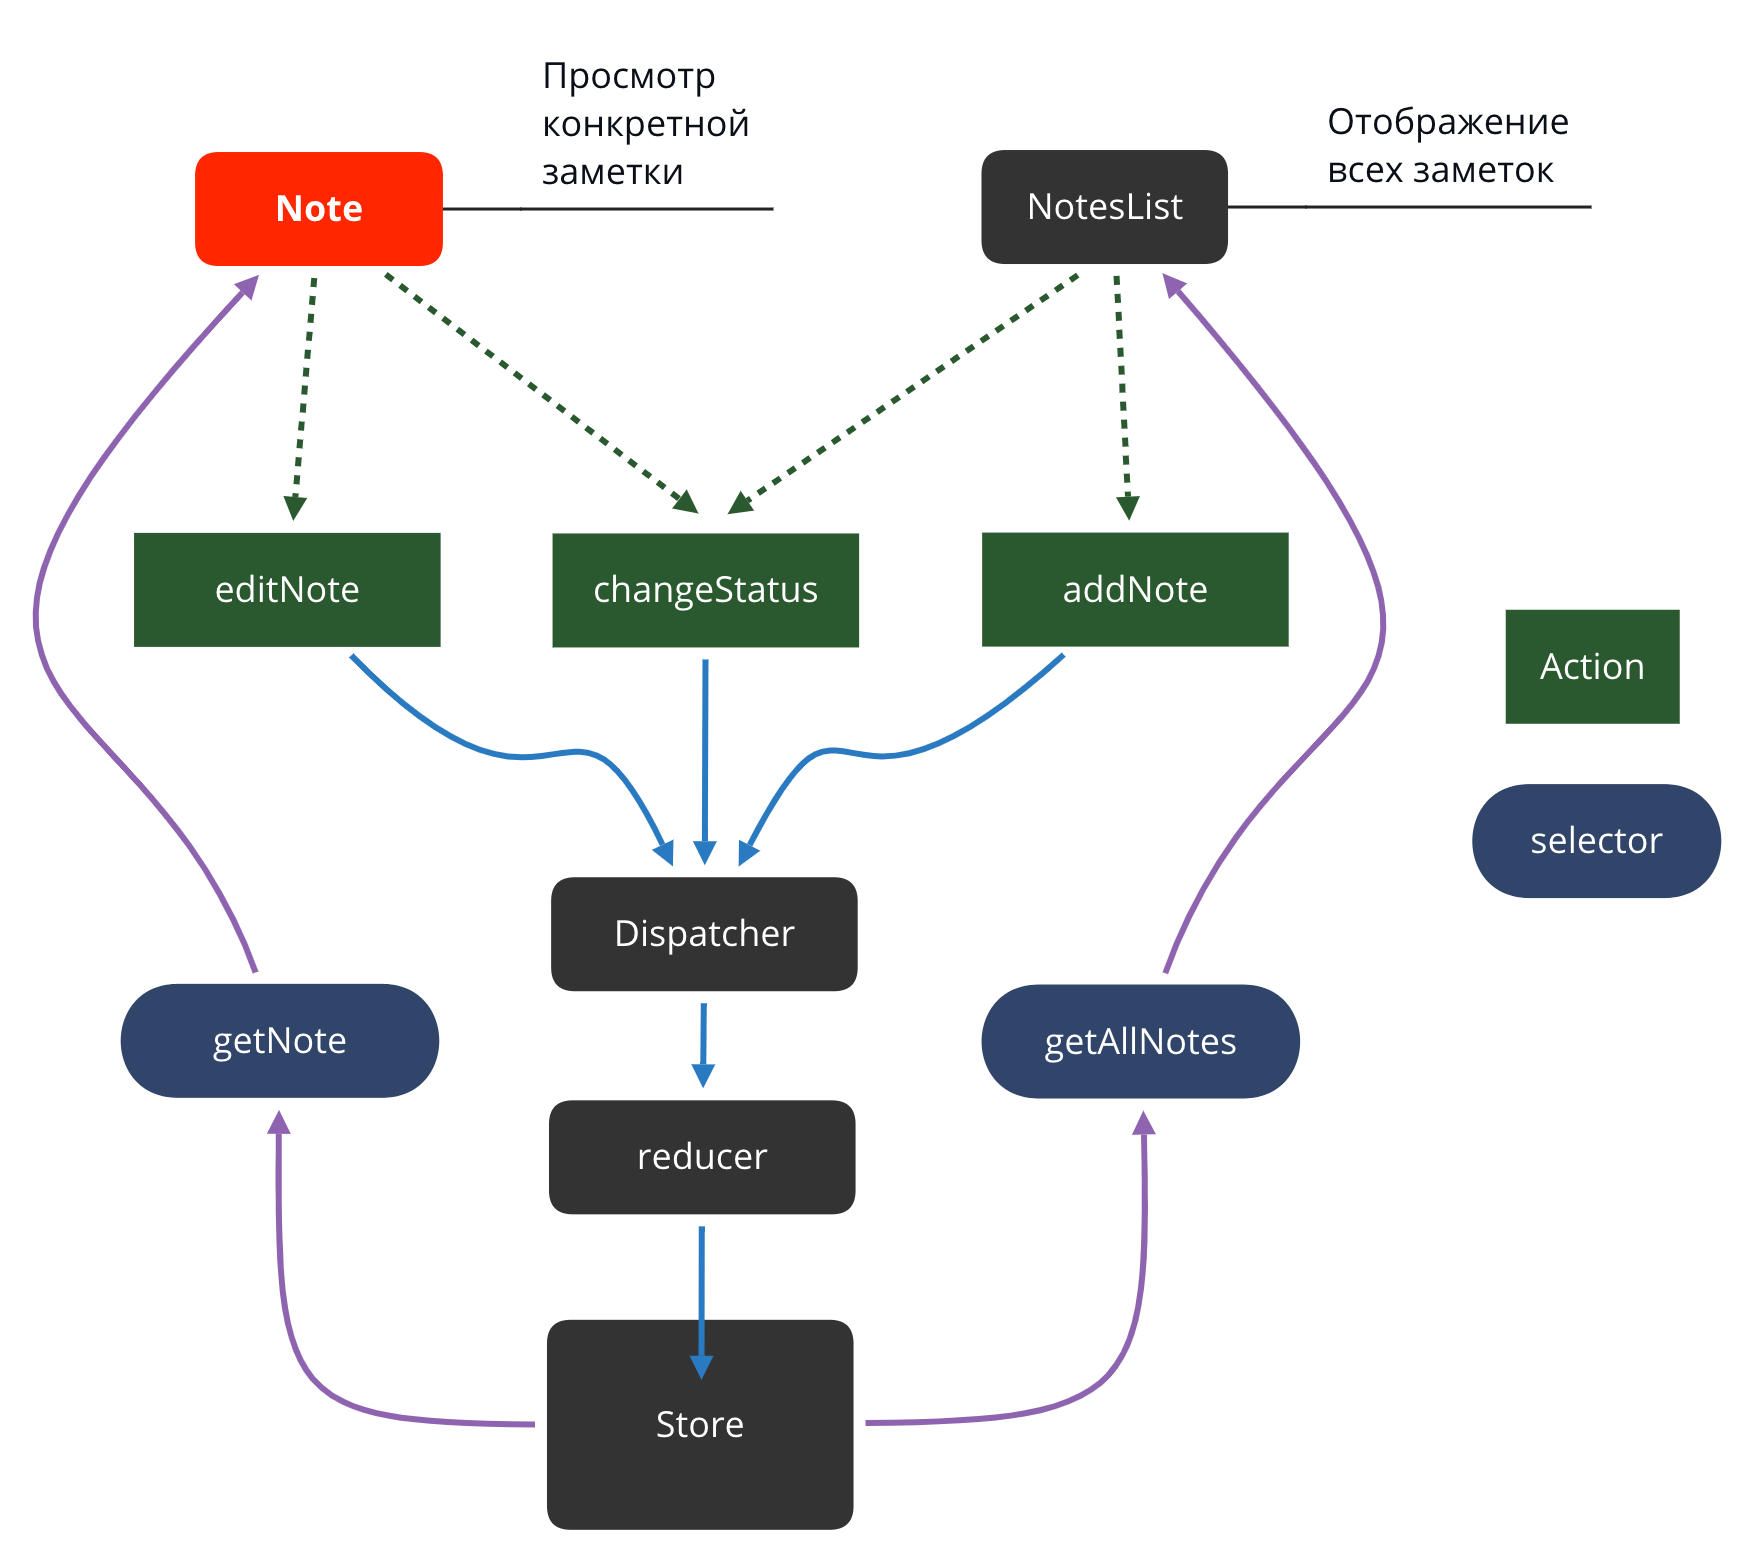 Просмотр
конкретной
заметки
Отображение
всех заметок
Note
NotesList
editNote
changeStatus
addNote
Action
selector
Dispatcher
getNote
getAllNotes
reducer
Store